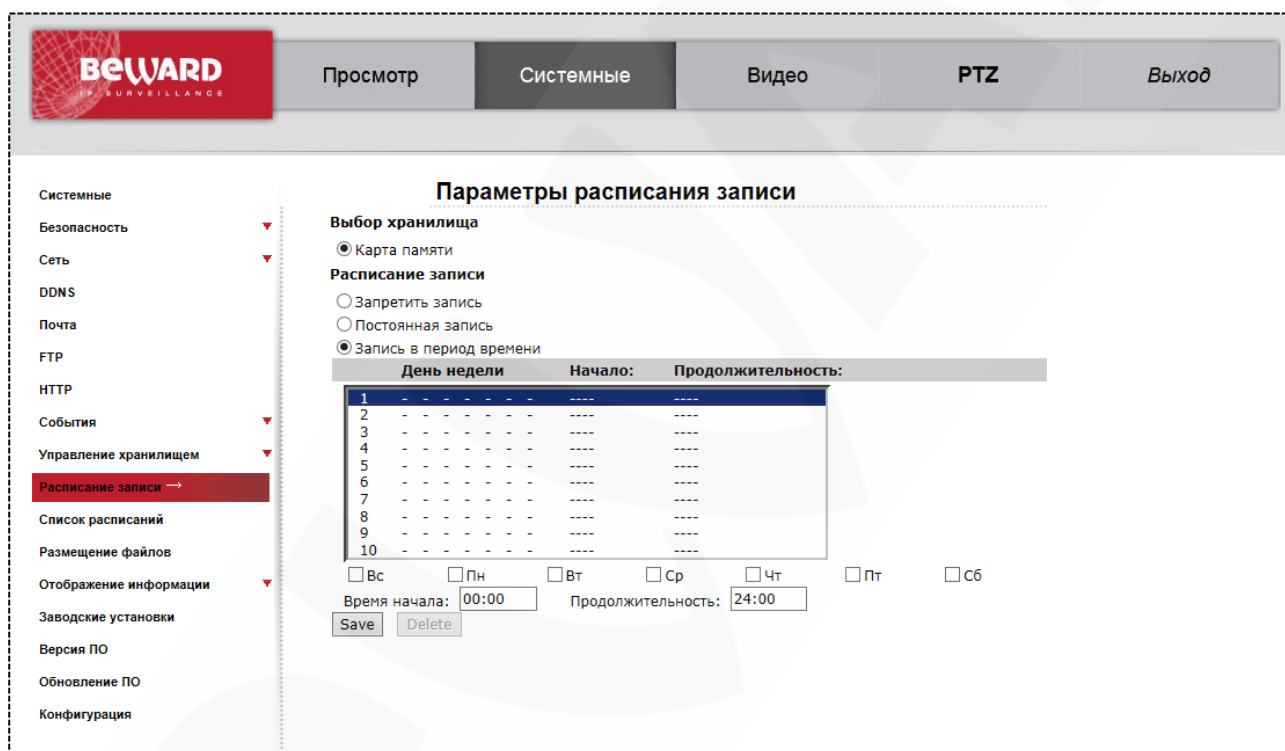 BEWARD
IP SURVEILLANCE
Просмотр Системные Видео PTZ Выход
Системные
Безопасность
Сеть
DDNS
Почта
FTP
HTTP
События
Управление хранилищем
Расписание записи →
Список расписаний
Размещение файлов
Отображение информации
Заводские установки
Версия ПО
Обновление ПО
Конфигурация
Параметры расписания записи
Выбор хранилища
Карта памяти
Расписание записи
Запретить запись
Постоянная запись
Запись в период времени
День недели Начало: Продолжительность:
1 - - - - - - - ---- ----
2 - - - - - - - ---- ----
3 - - - - - - - ---- ----
4 - - - - - - - ---- ----
5 - - - - - - - ---- ----
6 - - - - - - - ---- ----
7 - - - - - - - ---- ----
8 - - - - - - - ---- ----
9 - - - - - - - ---- ----
10 - - - - - - - ---- ----
Вс Пн Вт Ср Чт Пт Сб
Время начала: 00:00 Продолжительность: 24:00
Save Delete